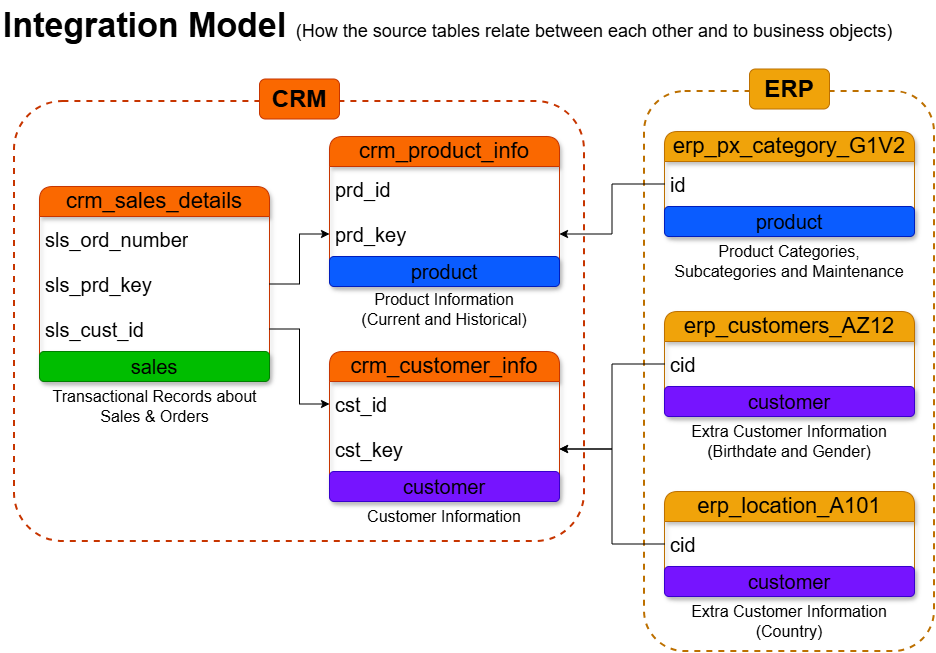 Integration Model (How the source tables relate between each other and to business objects)
CRM
crm_sales_details
sls_ord_number
sls_prd_key
sls_cust_id
sales
Transactional Records about
Sales & Orders
crm_product_info
prd_id
prd_key
product
Product Information
(Current and Historical)
crm_customer_info
cst_id
cst_key
customer
Customer Information
ERP
erp_px_category_G1V2
id
product
Product Categories,
Subcategories and Maintenance
erp_customers_AZ12
cid
customer
Extra Customer Information
(Birthdate and Gender)
erp_location_A101
cid
customer
Extra Customer Information
(Country)